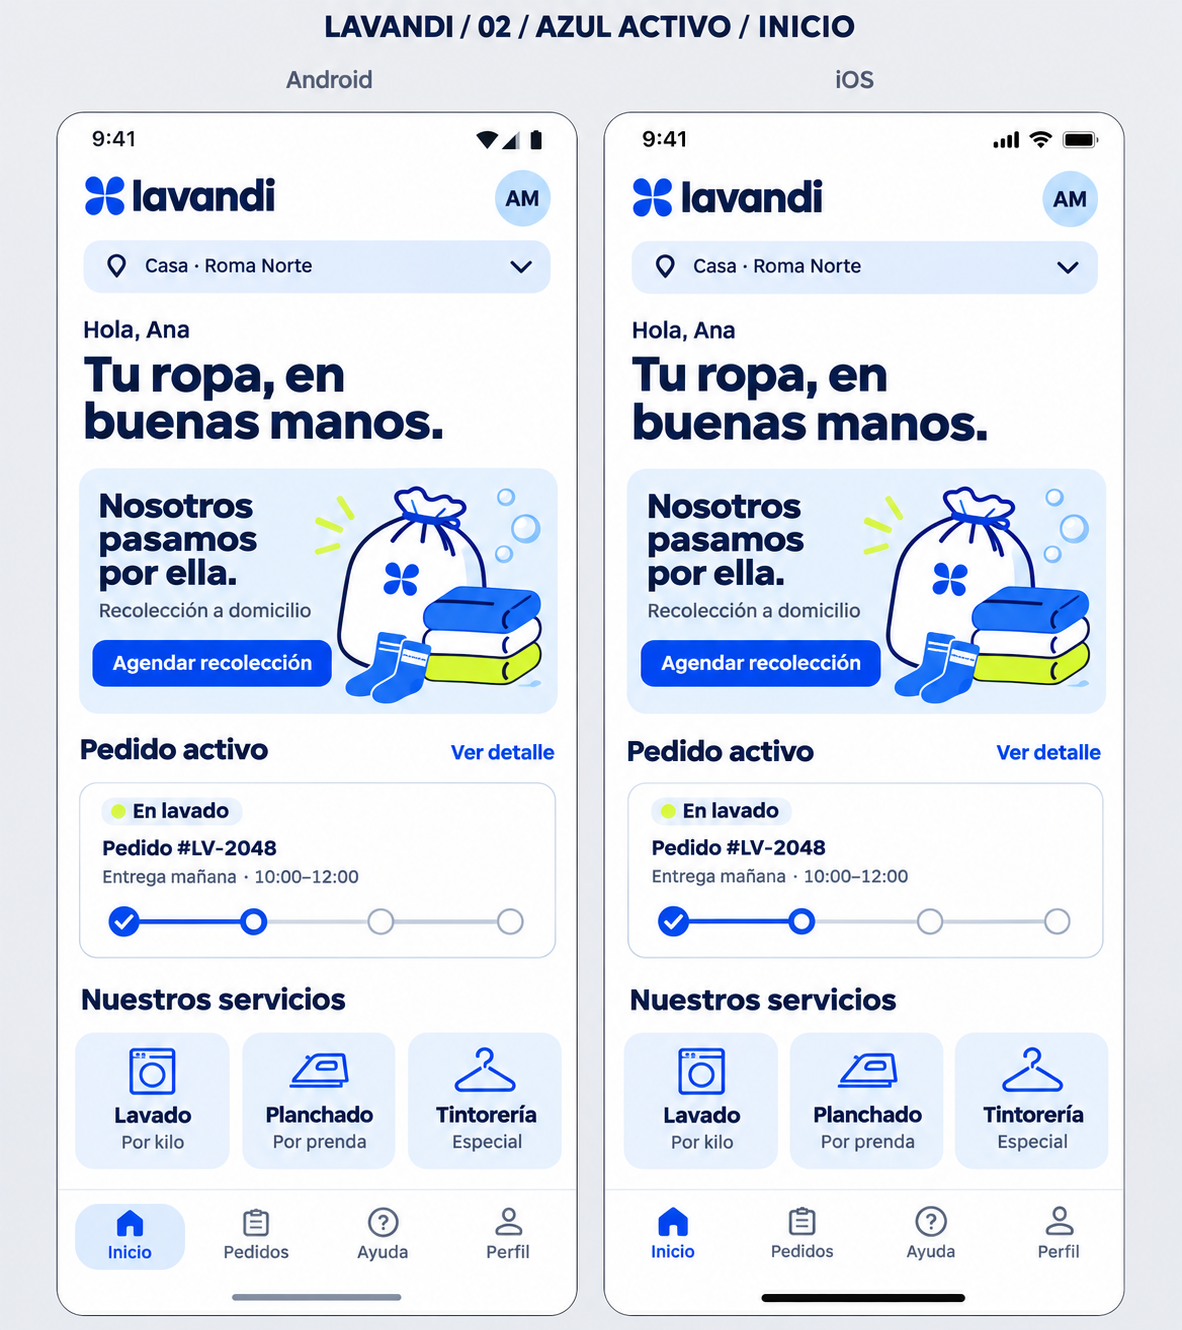 LAVANDI / 02 / AZUL ACTIVO / INICIO
Android
9:41
lavandi
AM
Casa · Roma Norte
Hola, Ana
Tu ropa, en
buenas manos.
Nosotros
pasamos
por ella.
Recolección a domicilio
Agendar recolección
Pedido activo
Ver detalle
En lavado
Pedido #LV-2048
Entrega mañana · 10:00–12:00
Nuestros servicios
Lavado
Por kilo
Planchado
Por prenda
Tintorería
Especial
Inicio
Pedidos
Ayuda
Perfil
iOS
9:41
lavandi
AM
Casa · Roma Norte
Hola, Ana
Tu ropa, en
buenas manos.
Nosotros
pasamos
por ella.
Recolección a domicilio
Agendar recolección
Pedido activo
Ver detalle
En lavado
Pedido #LV-2048
Entrega mañana · 10:00–12:00
Nuestros servicios
Lavado
Por kilo
Planchado
Por prenda
Tintorería
Especial
Inicio
Pedidos
Ayuda
Perfil